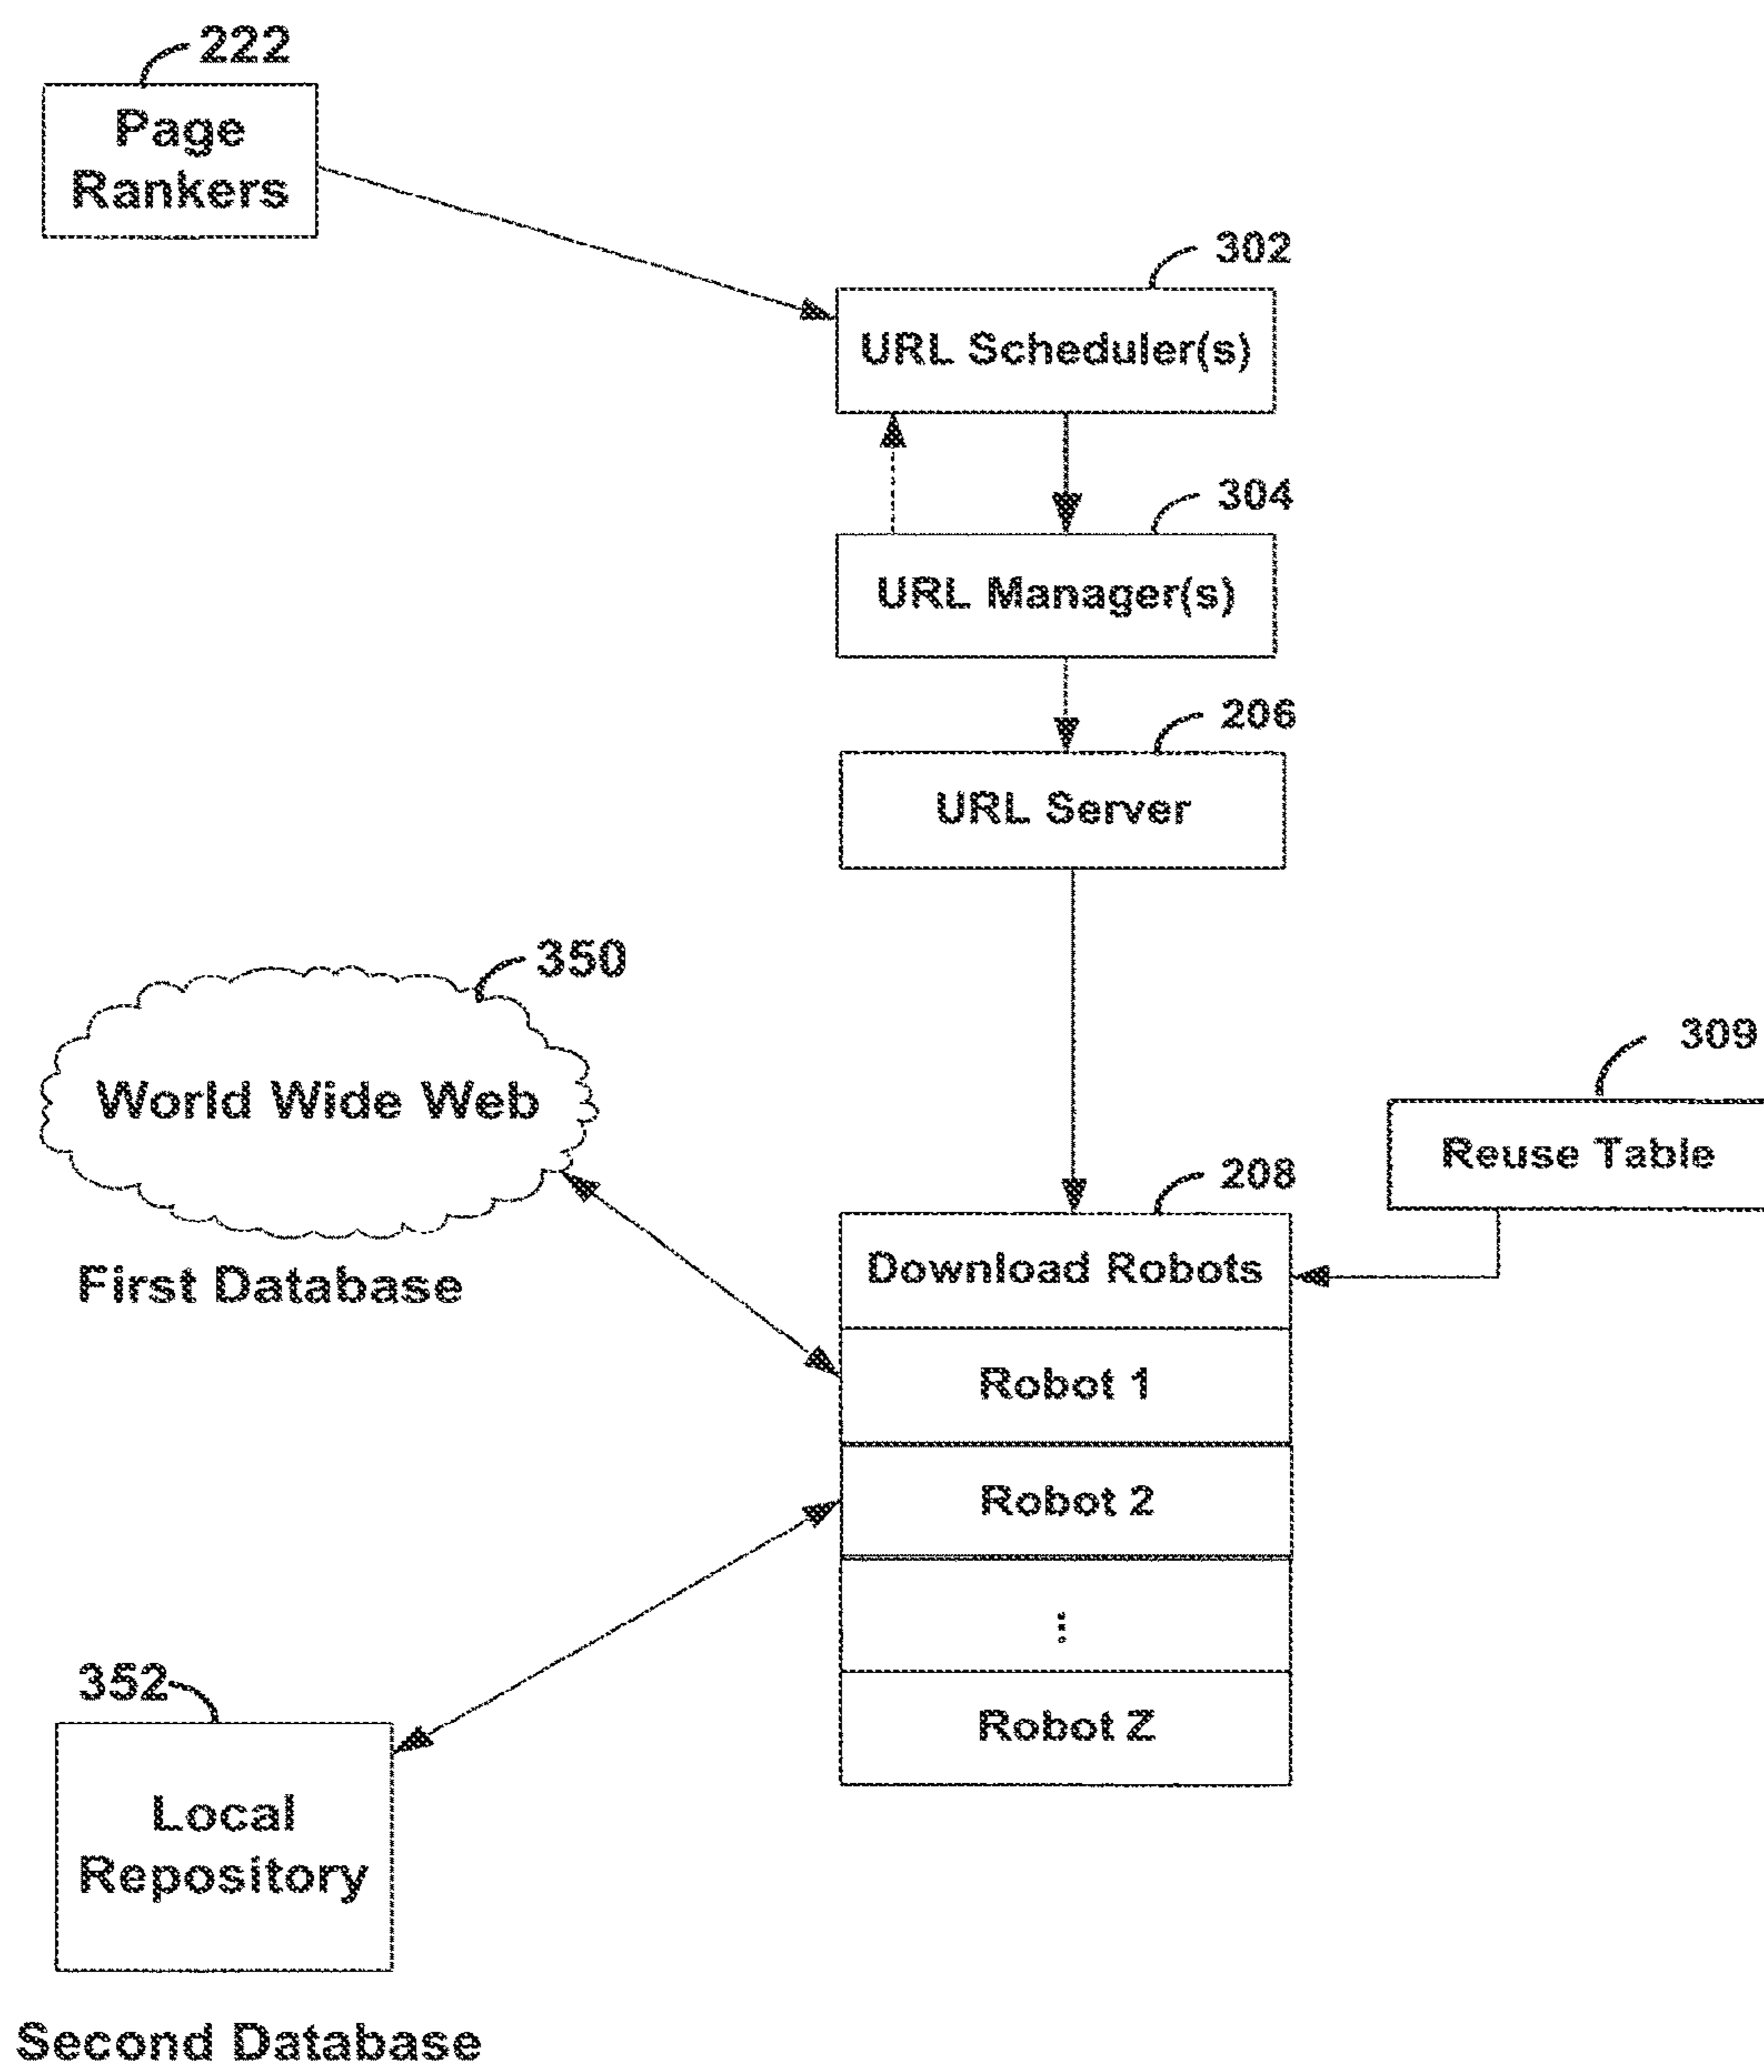 222
Page
Rankers
302
URL Scheduler(s)
304
URL Manager(s)
206
URL Server
350
World Wide Web
First Database
309
Reuse Table
208
Download Robots
Robot 1
Robot 2
⋮
Robot Z
352
Local
Repository
Second Database